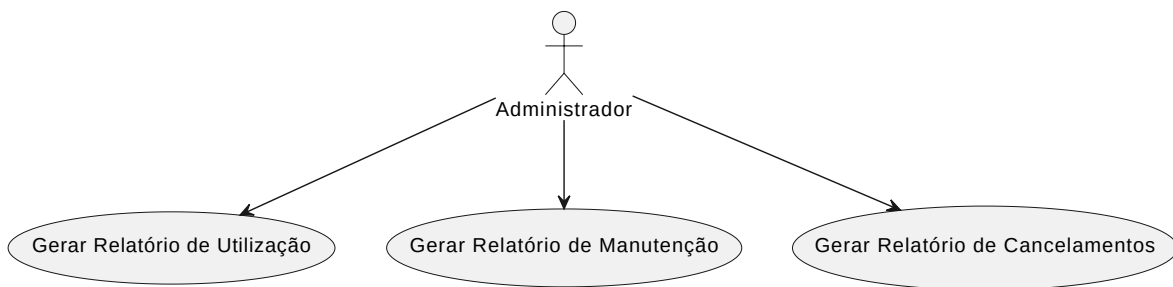 Administrador
Gerar Relatório de Utilização
Gerar Relatório de Manutenção
Gerar Relatório de Cancelamentos